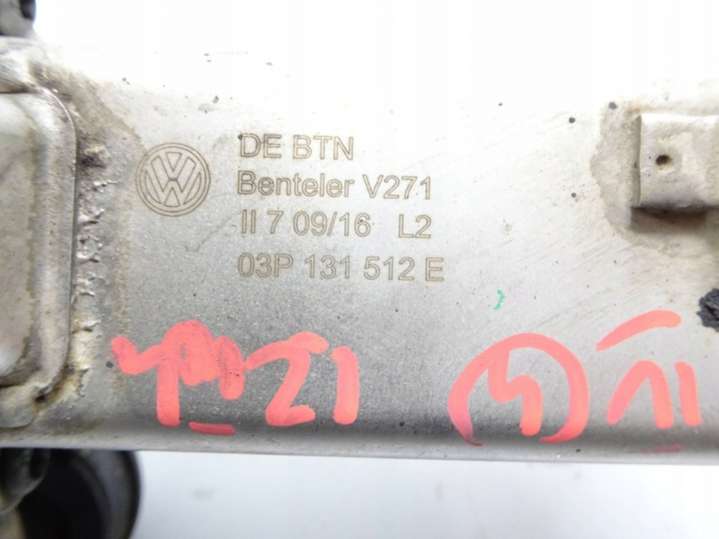 DE BTN
Benteler V271
II 7 09/16 L2
03P 131 512 E